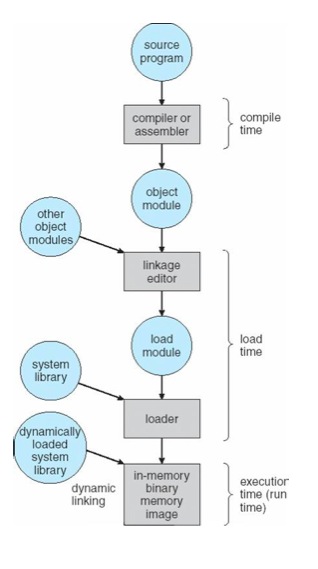 source
program
compiler or
assembler
compile
time
object
module
other
object
modules
linkage
editor
load
module
load
time
system
library
loader
dynamically
loaded
system
library
dynamic
linking
in-memory
binary
memory
image
execution
time (run
time)